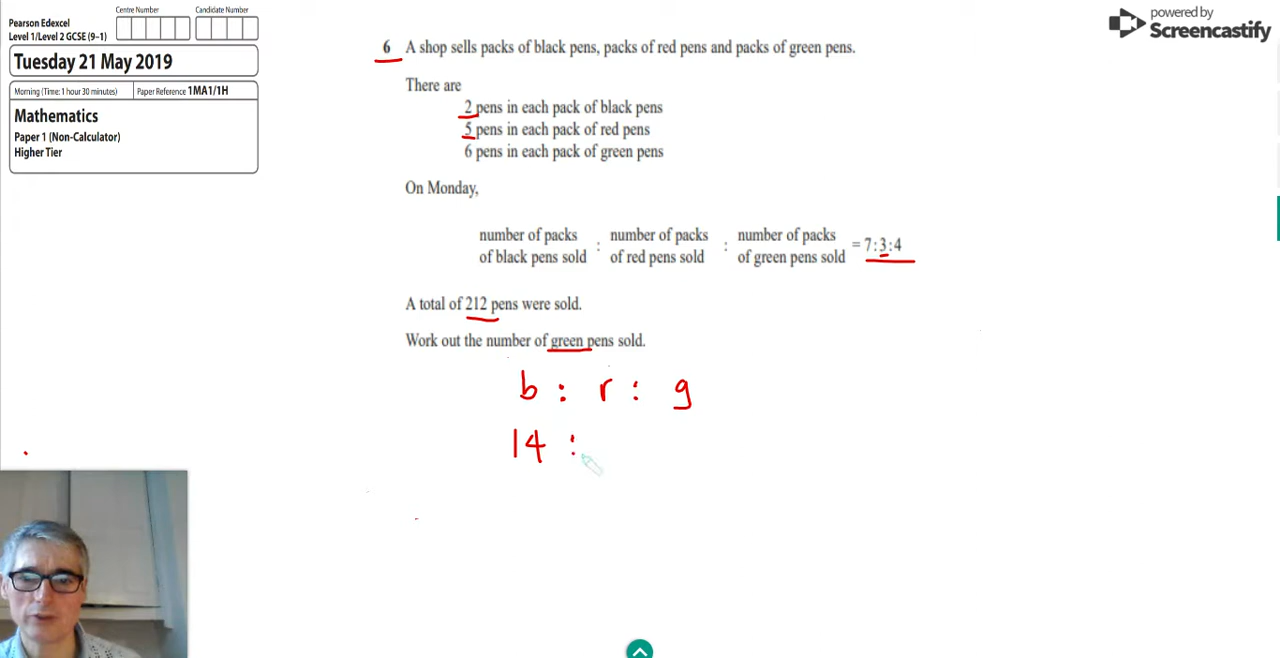 Centre Number
Candidate Number
Pearson Edexcel
Level 1/Level 2 GCSE (9–1)
Tuesday 21 May 2019
Morning (Time: 1 hour 30 minutes)
Paper Reference 1MA1/1H
Mathematics
Paper 1 (Non-Calculator)
Higher Tier
powered by
Screencastify
6 A shop sells packs of black pens, packs of red pens and packs of green pens.
There are
2 pens in each pack of black pens
5 pens in each pack of red pens
6 pens in each pack of green pens
On Monday,
number of packs : number of packs : number of packs = 7:3:4
of black pens sold of red pens sold of green pens sold
A total of 212 pens were sold.
Work out the number of green pens sold.
b : r : g
14 :